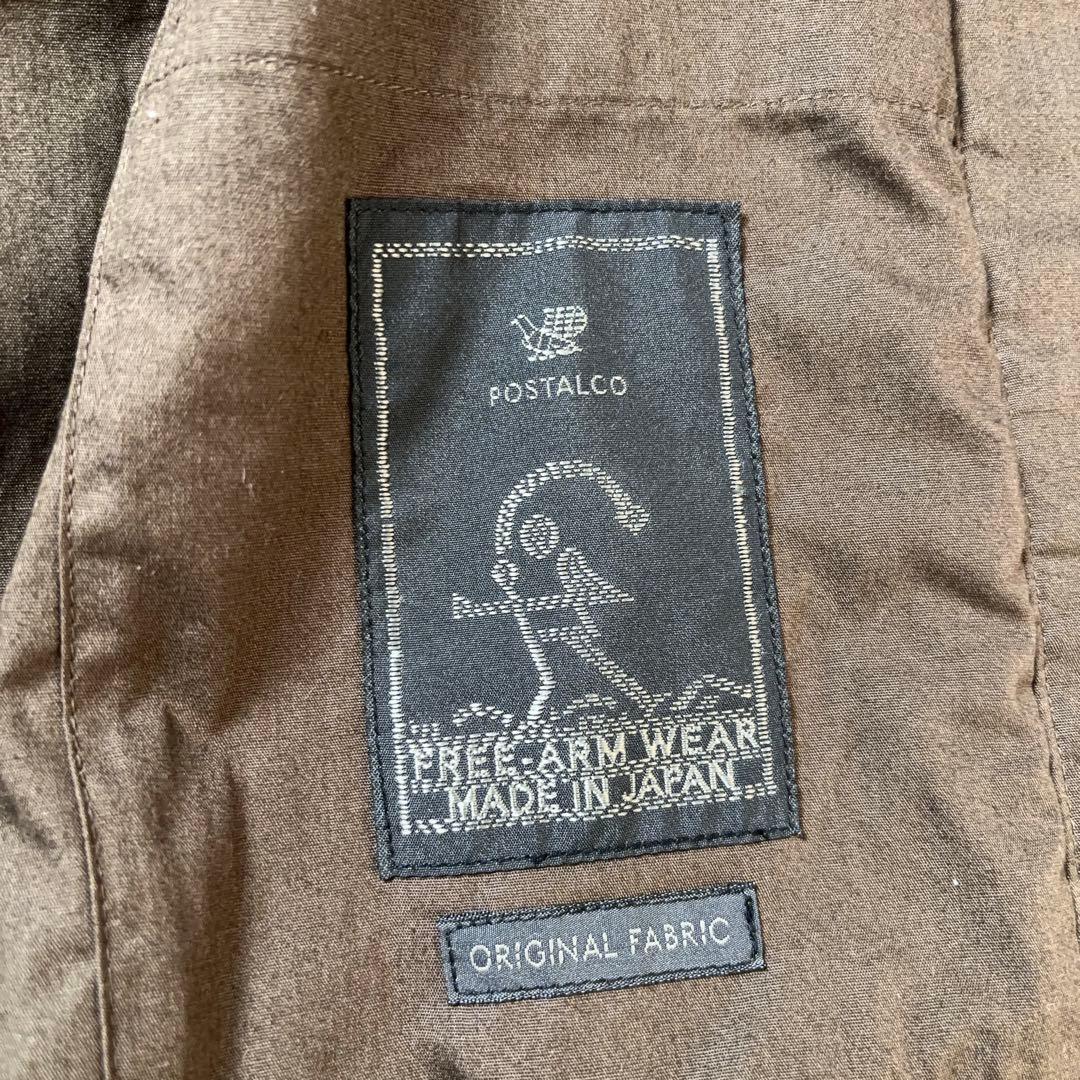 POSTALCO
FREE-ARM WEAR
MADE IN JAPAN
ORIGINAL FABRIC